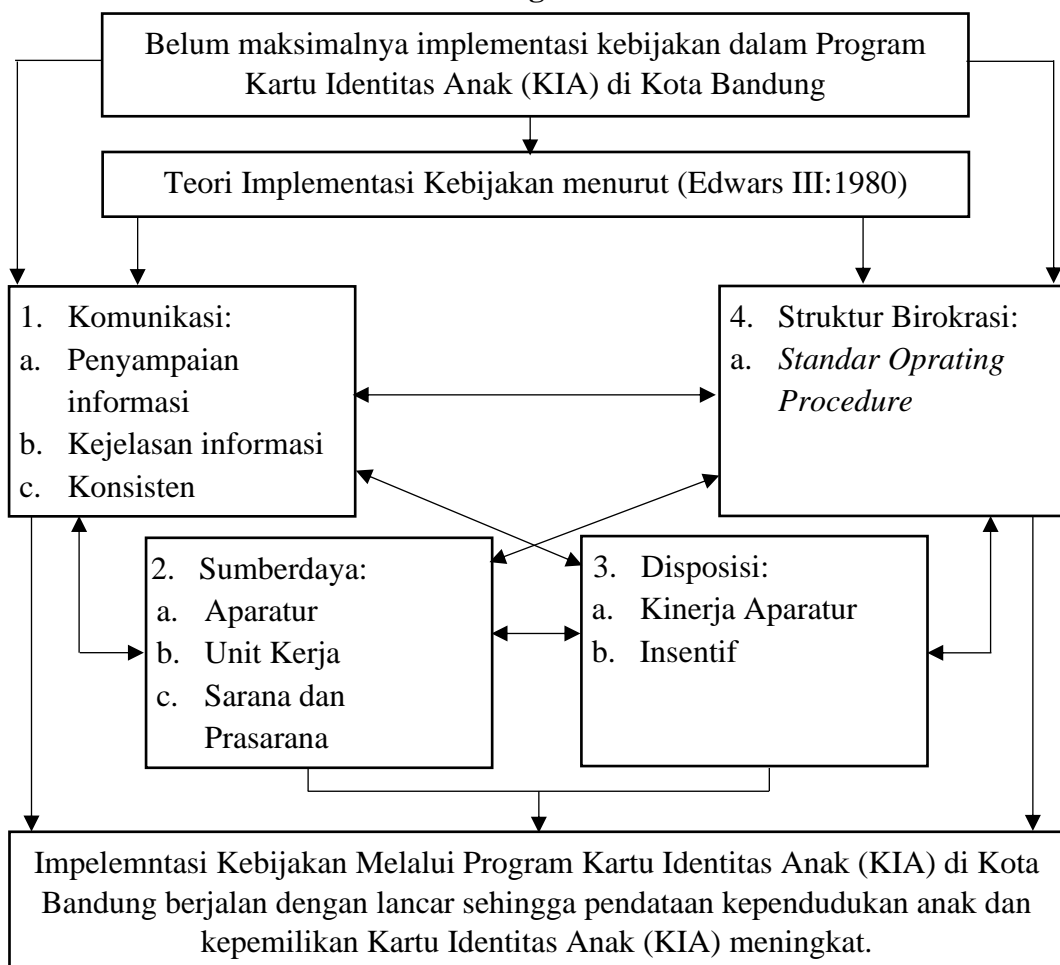 Belum maksimalnya implementasi kebijakan dalam Program
Kartu Identitas Anak (KIA) di Kota Bandung
Teori Implementasi Kebijakan menurut (Edwars III:1980)
1. Komunikasi:
a. Penyampaian
informasi
b. Kejelasan informasi
c. Konsisten
4. Struktur Birokrasi:
a. Standar Oprating
Procedure
2. Sumberdaya:
a. Aparatur
b. Unit Kerja
c. Sarana dan
Prasarana
3. Disposisi:
a. Kinerja Aparatur
b. Insentif
Impelemntasi Kebijakan Melalui Program Kartu Identitas Anak (KIA) di Kota
Bandung berjalan dengan lancar sehingga pendataan kependudukan anak dan
kepemilikan Kartu Identitas Anak (KIA) meningkat.